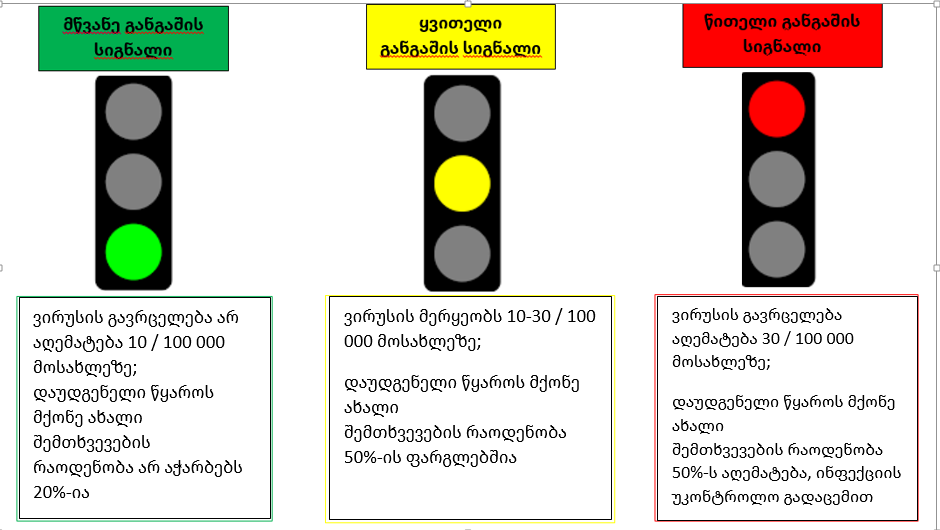 მწვანე განგაშის
სიგნალი
ყვითელი
განგაშის სიგნალი
წითელი განგაშის
სიგნალი
ვირუსის გავრცელება არ
აღემატება 10 / 100 000
მოსახლეზე;
დაუდგენელი წყაროს
მქონე ახალი
შემთხვევების
რაოდენობა არ აჭარბებს
20%-ია
ვირუსის მერყეობს 10-30 / 100
000 მოსახლეზე;
დაუდგენელი წყაროს მქონე
ახალი
შემთხვევების რაოდენობა
50%-ის ფარგლებშია
ვირუსის გავრცელება
აღემატება 30 / 100 000
მოსახლეზე;
დაუდგენელი წყაროს მქონე
ახალი
შემთხვევების რაოდენობა
50%-ს აღემატება, ინფექციის
უკონტროლო გადაცემით